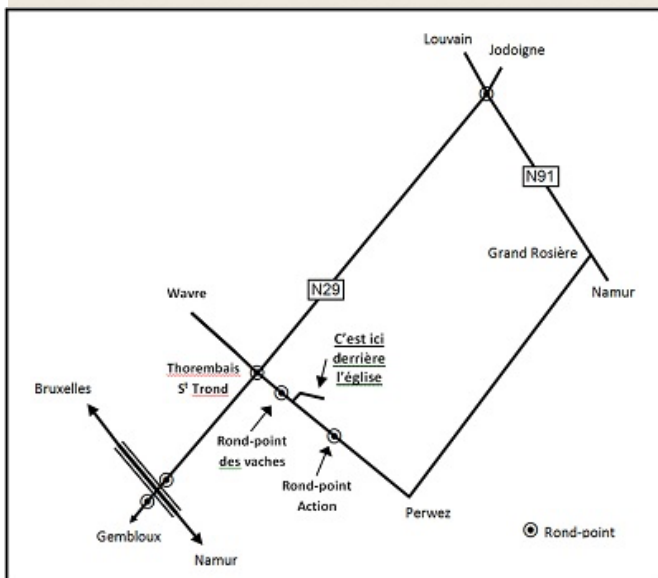 Louvain
Jodoigne
N91
Grand Rosière
Namur
N29
Wavre
C'est ici
derrière
l'église
Thorembais
Sᵗ Trond
Bruxelles
Rond-point
des vaches
Rond-point
Action
Perwez
Gembloux
Namur
Rond-point